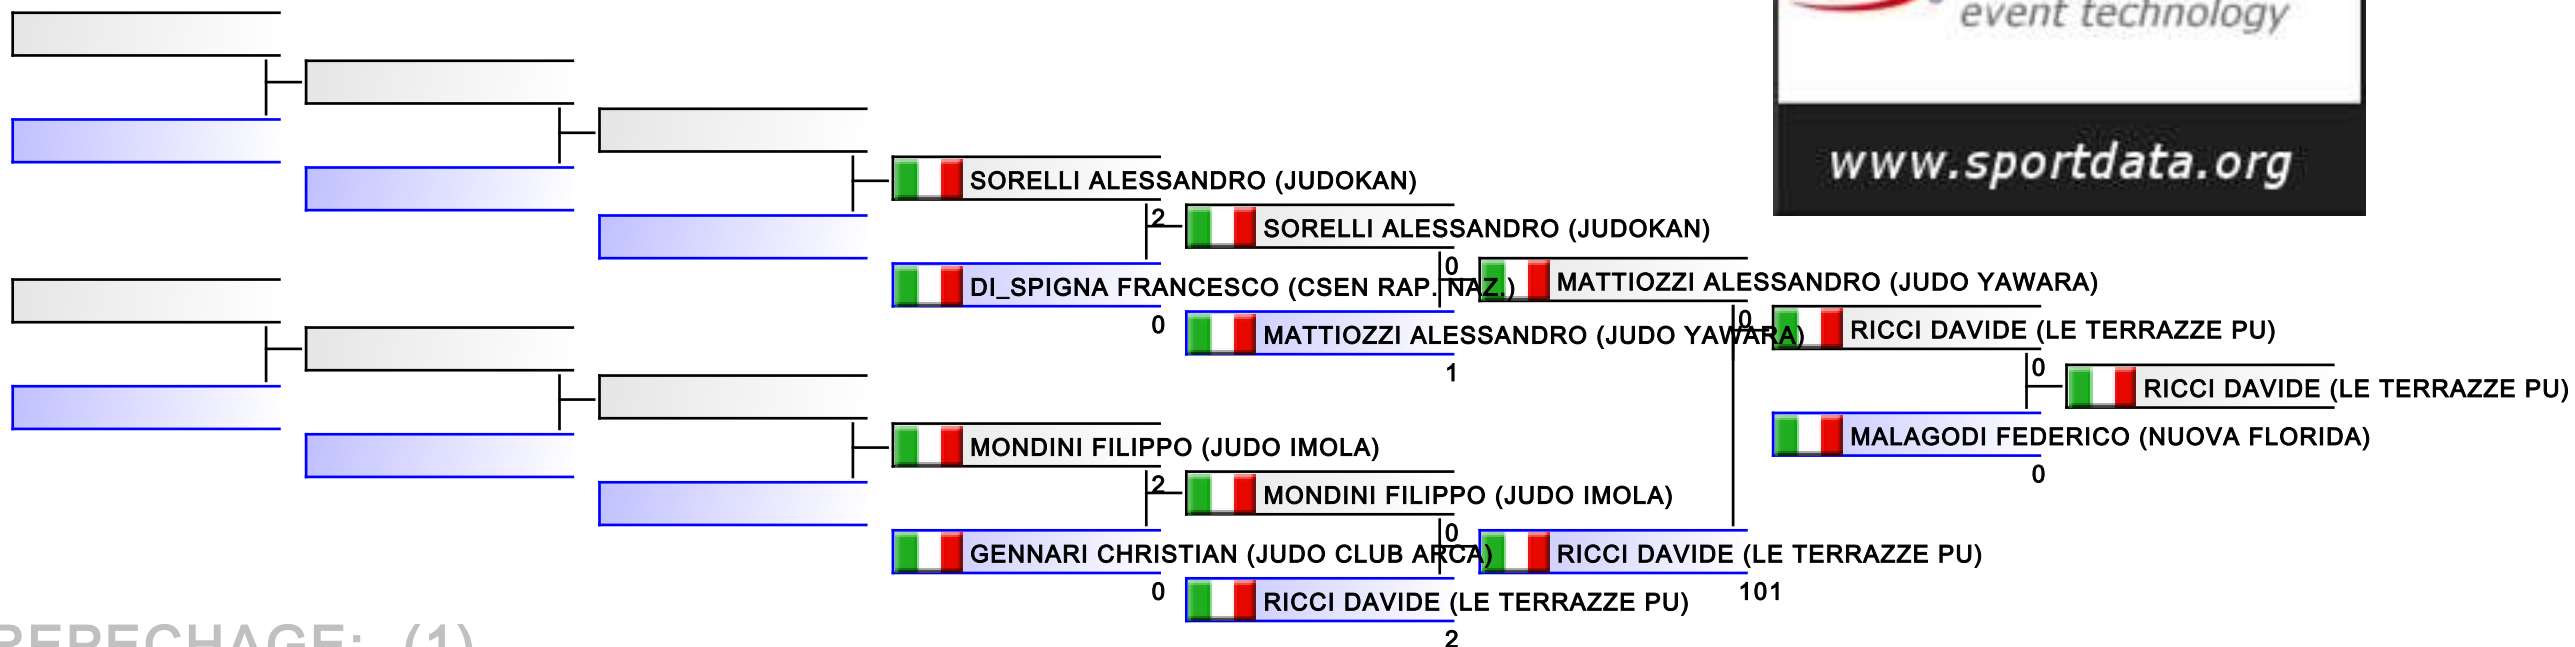 event technology
www.sportdata.org
SORELLI ALESSANDRO (JUDOKAN)
2
SORELLI ALESSANDRO (JUDOKAN)
DI_SPIGNA FRANCESCO (CSEN RAP. NAZ.)
0
0
MATTIOZZI ALESSANDRO (JUDO YAWARA)
MATTIOZZI ALESSANDRO (JUDO YAWARA)
1
0
RICCI DAVIDE (LE TERRAZZE PU)
0
RICCI DAVIDE (LE TERRAZZE PU)
MALAGODI FEDERICO (NUOVA FLORIDA)
0
MONDINI FILIPPO (JUDO IMOLA)
2
MONDINI FILIPPO (JUDO IMOLA)
GENNARI CHRISTIAN (JUDO CLUB ARCA)
0
0
RICCI DAVIDE (LE TERRAZZE PU)
101
RICCI DAVIDE (LE TERRAZZE PU)
2
REPECHAGE: (1)